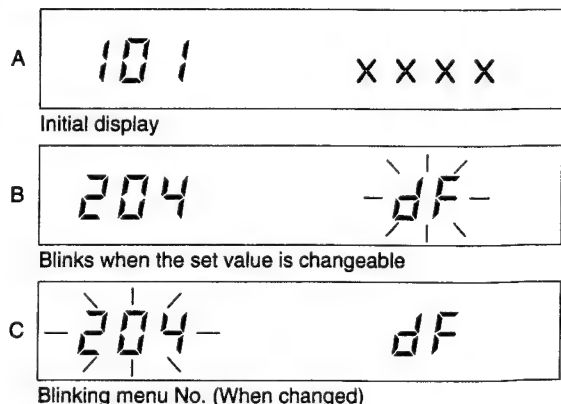 A 101 x x x x
Initial display
B 204 dF
Blinks when the set value is changeable
C 204 dF
Blinking menu No. (When changed)